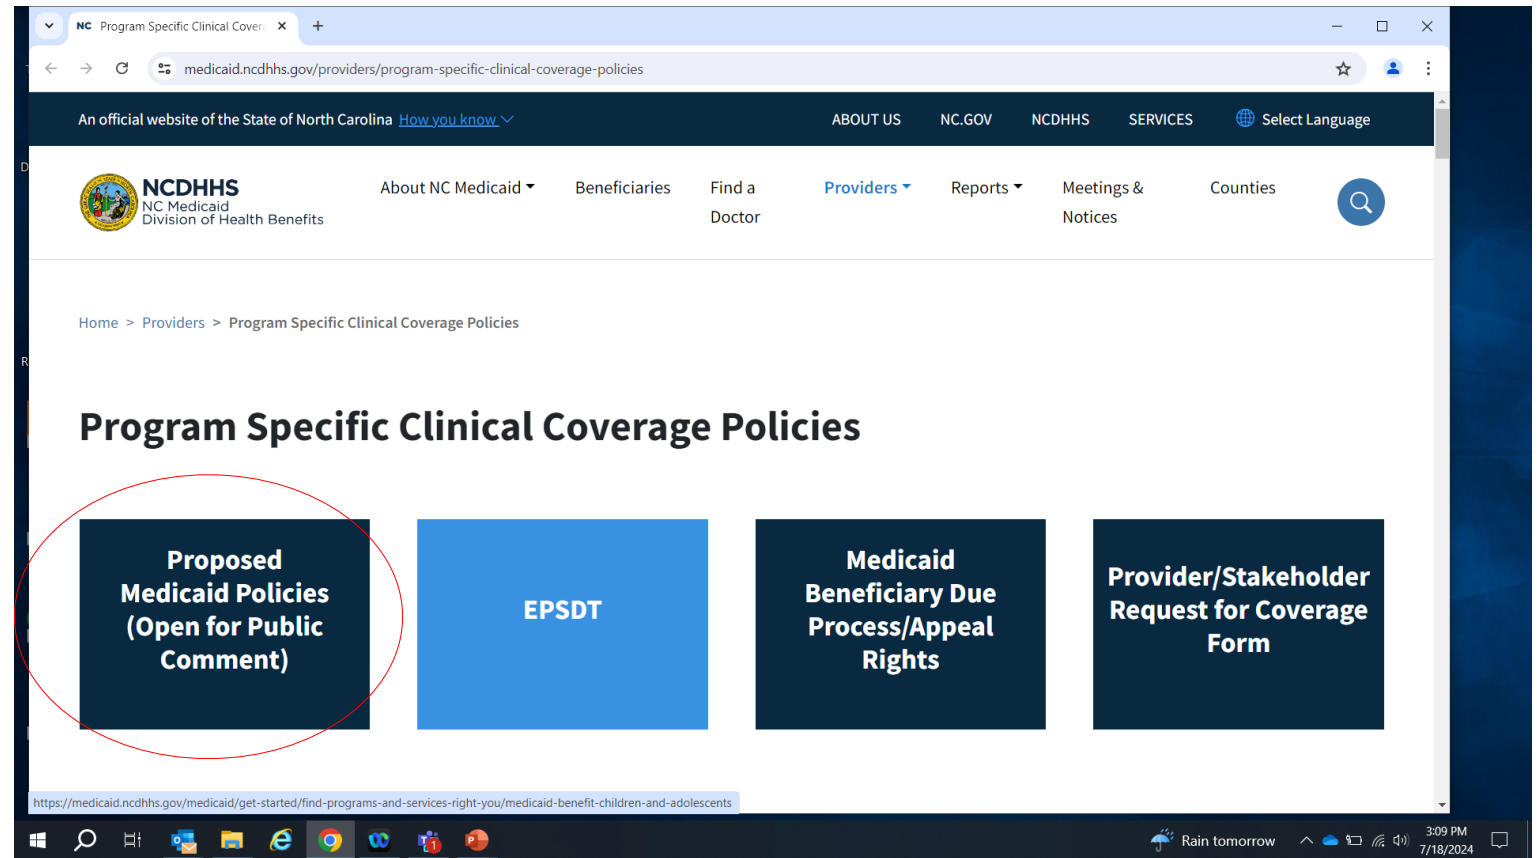 NC Program Specific Clinical Cover
medicaid.ncdhhs.gov/providers/program-specific-clinical-coverage-policies
An official website of the State of North Carolina How you know
ABOUT US NC.GOV NCDHHS SERVICES Select Language
NCDHHS
NC Medicaid
Division of Health Benefits
About NC Medicaid Beneficiaries
Find a
Doctor
Providers Reports
Meetings &
Notices
Counties
Home > Providers > Program Specific Clinical Coverage Policies
Program Specific Clinical Coverage Policies
Proposed
Medicaid Policies
(Open for Public
Comment)
EPSDT
Medicaid
Beneficiary Due
Process/Appeal
Rights
Provider/Stakeholder
Request for Coverage
Form
https://medicaid.ncdhhs.gov/medicaid/get-started/find-programs-and-services-right-you/medicaid-benefit-children-and-adolescents
Rain tomorrow
3:09 PM
7/18/2024